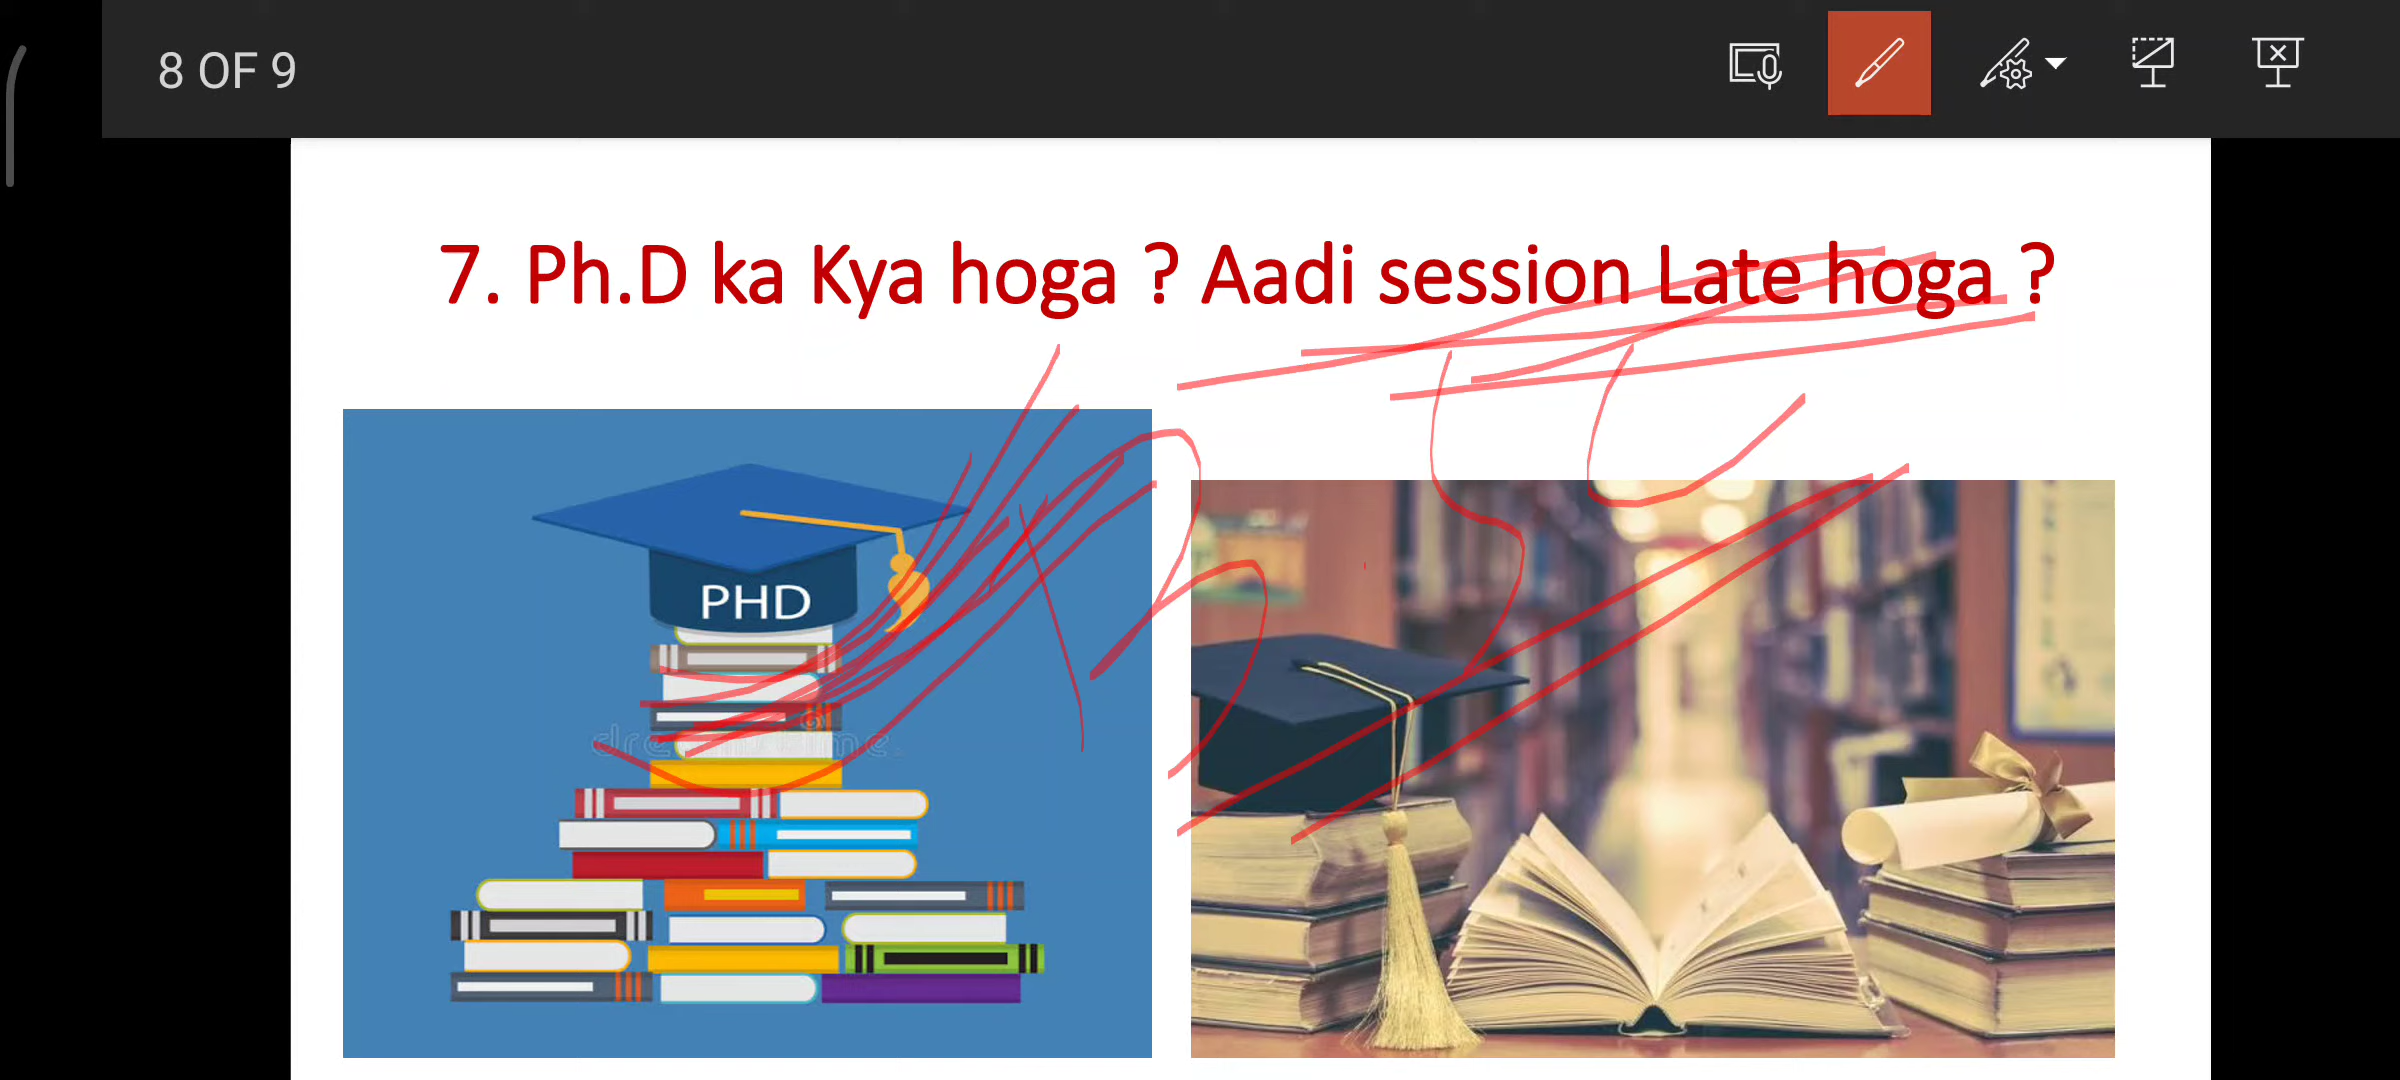 8 OF 9
7. Ph.D ka Kya hoga ? Aadi session Late hoga ?
PHD